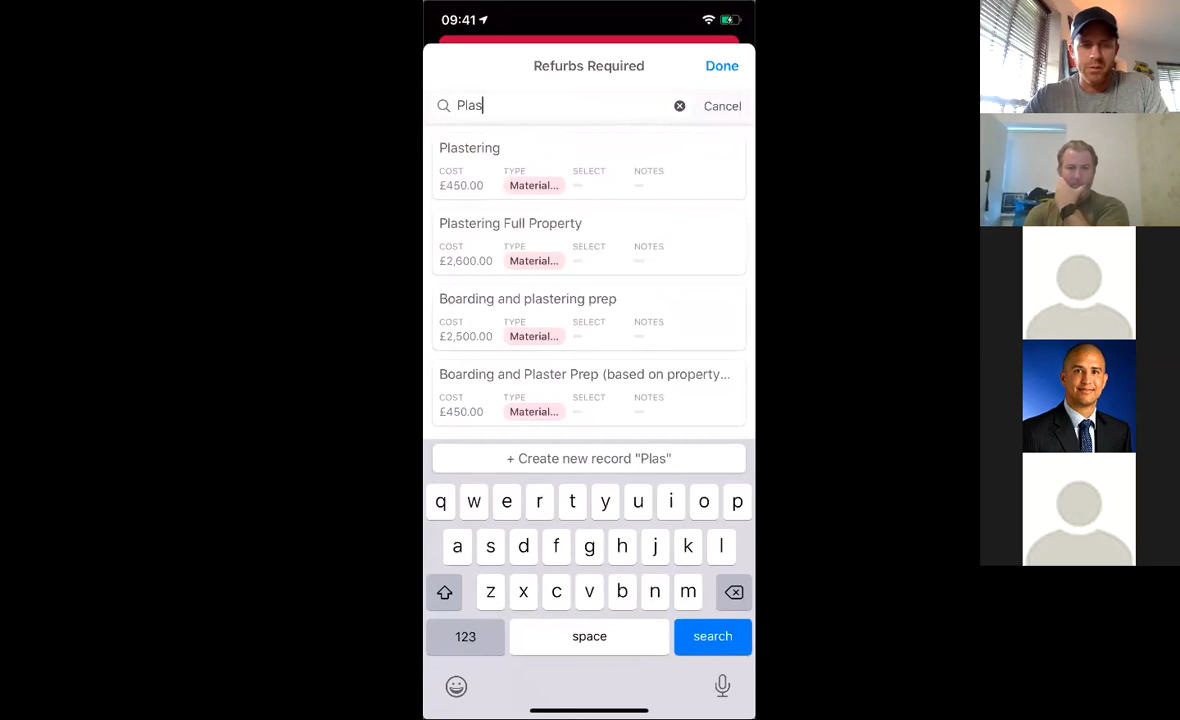 09:41
Refurbs Required
Done
Plas
Cancel
Plastering
COST TYPE SELECT NOTES
£450.00 Material... – –
Plastering Full Property
COST TYPE SELECT NOTES
£2,600.00 Material... – –
Boarding and plastering prep
COST TYPE SELECT NOTES
£2,500.00 Material... – –
Boarding and Plaster Prep (based on property...
COST TYPE SELECT NOTES
£450.00 Material... – –
+ Create new record "Plas"
q w e r t y u i o p
a s d f g h j k l
z x c v b n m
123 space search